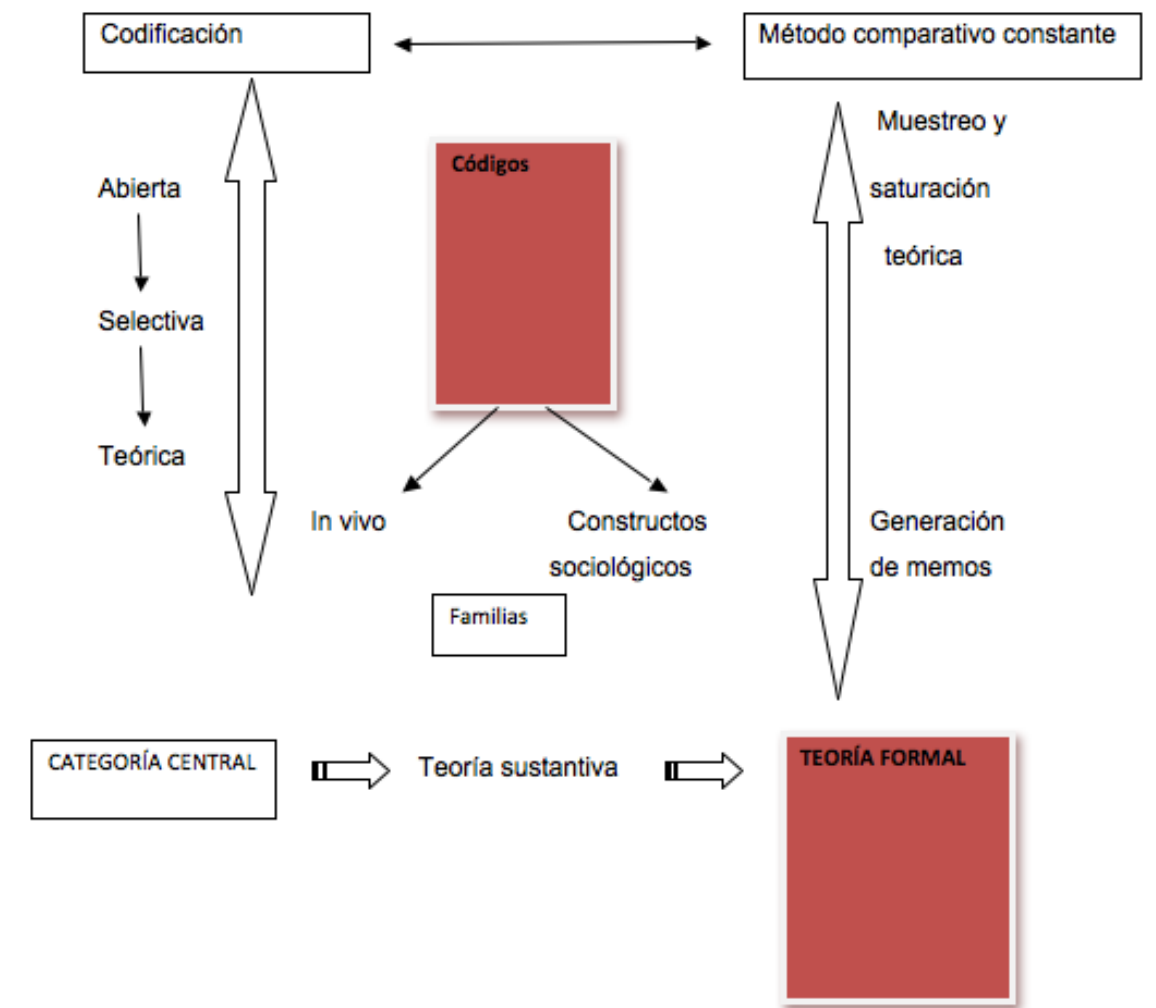 Codificación
Método comparativo constante
Muestreo y
saturación
teórica
Códigos
Abierta
Selectiva
Teórica
In vivo
Constructos
sociológicos
Generación
de memos
Familias
CATEGORÍA CENTRAL
Teoría sustantiva
TEORÍA FORMAL